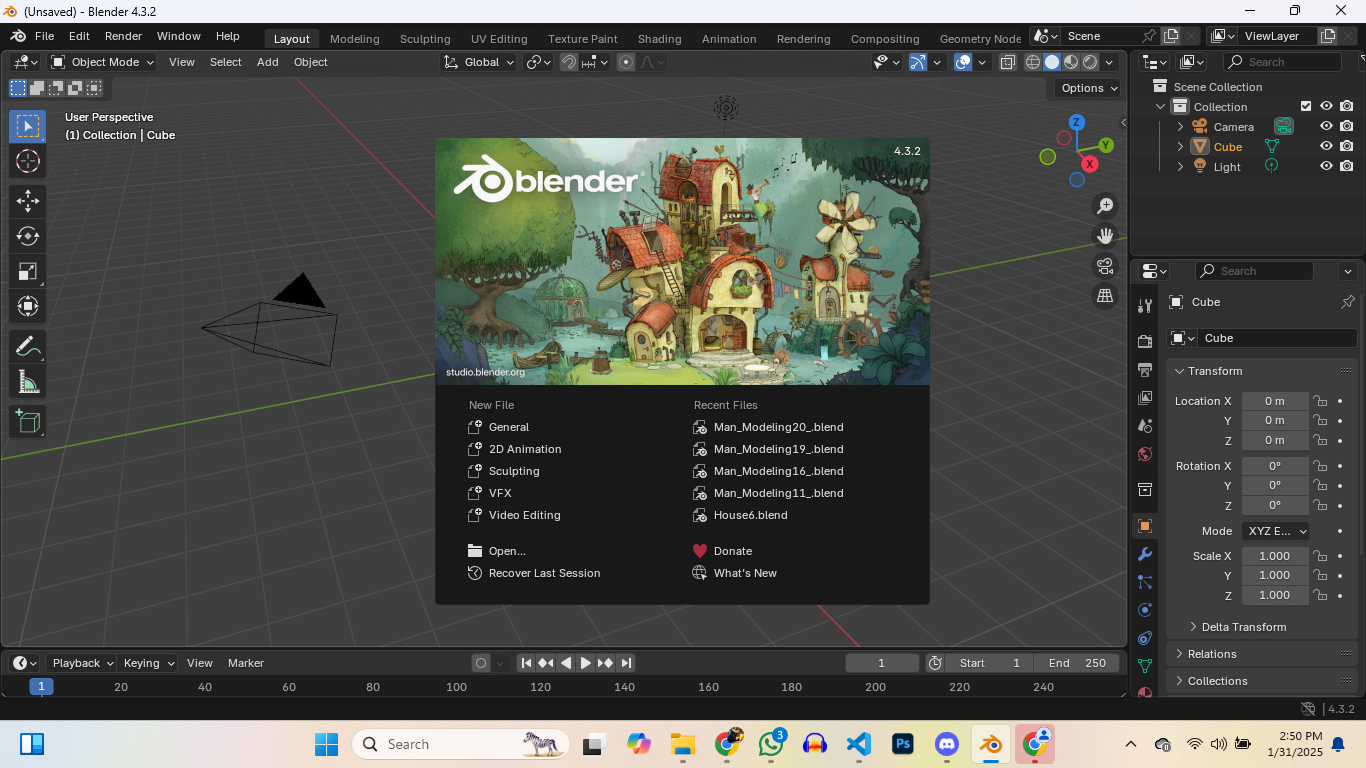 (Unsaved) - Blender 4.3.2
File Edit Render Window Help
Layout Modeling Sculpting UV Editing Texture Paint Shading Animation Rendering Compositing Geometry Node
Scene
ViewLayer
Object Mode View Select Add Object
Global
Options
User Perspective
(1) Collection | Cube
Z
Y
X
Search
Scene Collection
Collection
Camera
Cube
Light
4.3.2
blender
studio.blender.org
New File
General
2D Animation
Sculpting
VFX
Video Editing
Open...
Recover Last Session
Recent Files
Man_Modeling20_.blend
Man_Modeling19_.blend
Man_Modeling16_.blend
Man_Modeling11_.blend
House6.blend
Donate
What's New
Search
Cube
Cube
Transform
Location X 0 m
Y 0 m
Z 0 m
Rotation X 0°
Y 0°
Z 0°
Mode XYZ E...
Scale X 1.000
Y 1.000
Z 1.000
Delta Transform
Relations
Collections
Playback Keying View Marker
1
Start 1
End 250
1 20 40 60 80 100 120 140 160 180 200 220 240
4.3.2
Search
3
Ps
2:50 PM
1/31/2025